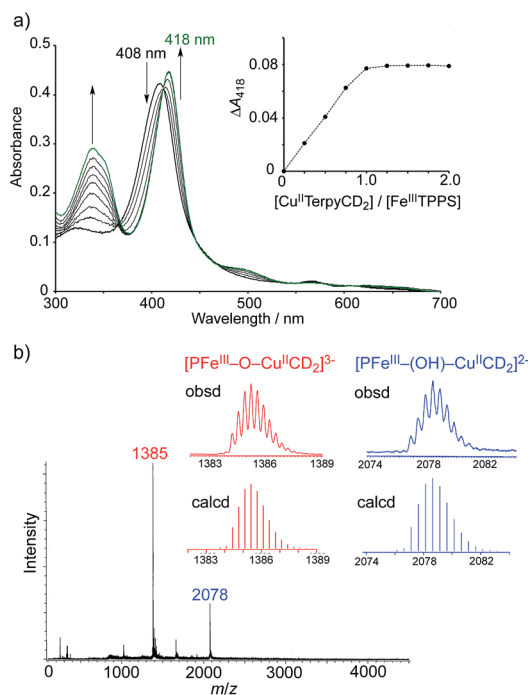 a)
0.5
0.4
0.3
0.2
0.1
0
Absorbance
408 nm
418 nm
300
400
500
600
700
Wavelength / nm
0.08
0.04
0
ΔA₄₁₈
0
1.0
2.0
[CuᴵᴵTerpyCD₂] / [FeᴵᴵᴵTPPS]
b)
[PFeᴵᴵᴵ–O–CuᴵᴵCD₂]³⁻
[PFeᴵᴵᴵ–(OH)–CuᴵᴵCD₂]²⁻
obsd
obsd
1383
1386
1389
2074
2078
2082
calcd
calcd
1383
1386
1389
2074
2078
2082
1385
2078
Intensity
0
1000
2000
3000
4000
m/z